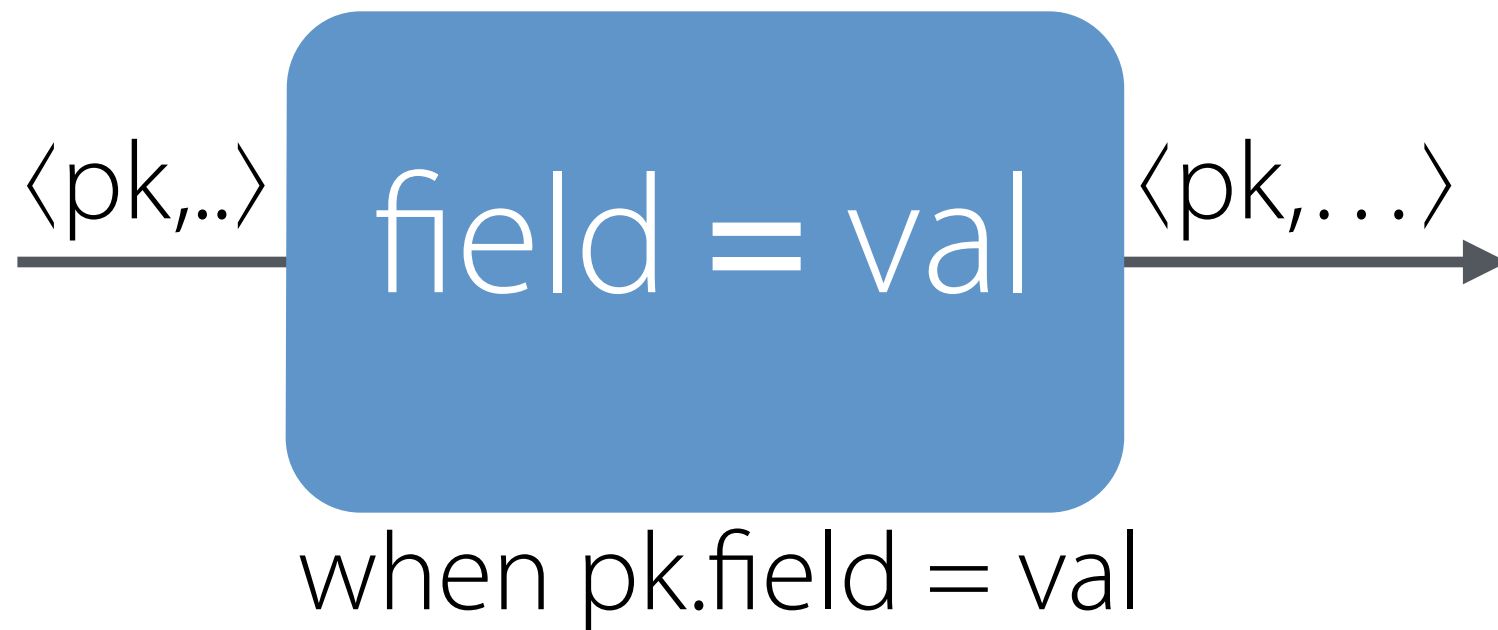 ⟨pk,..⟩
field = val
⟨pk,...⟩
when pk.field = val